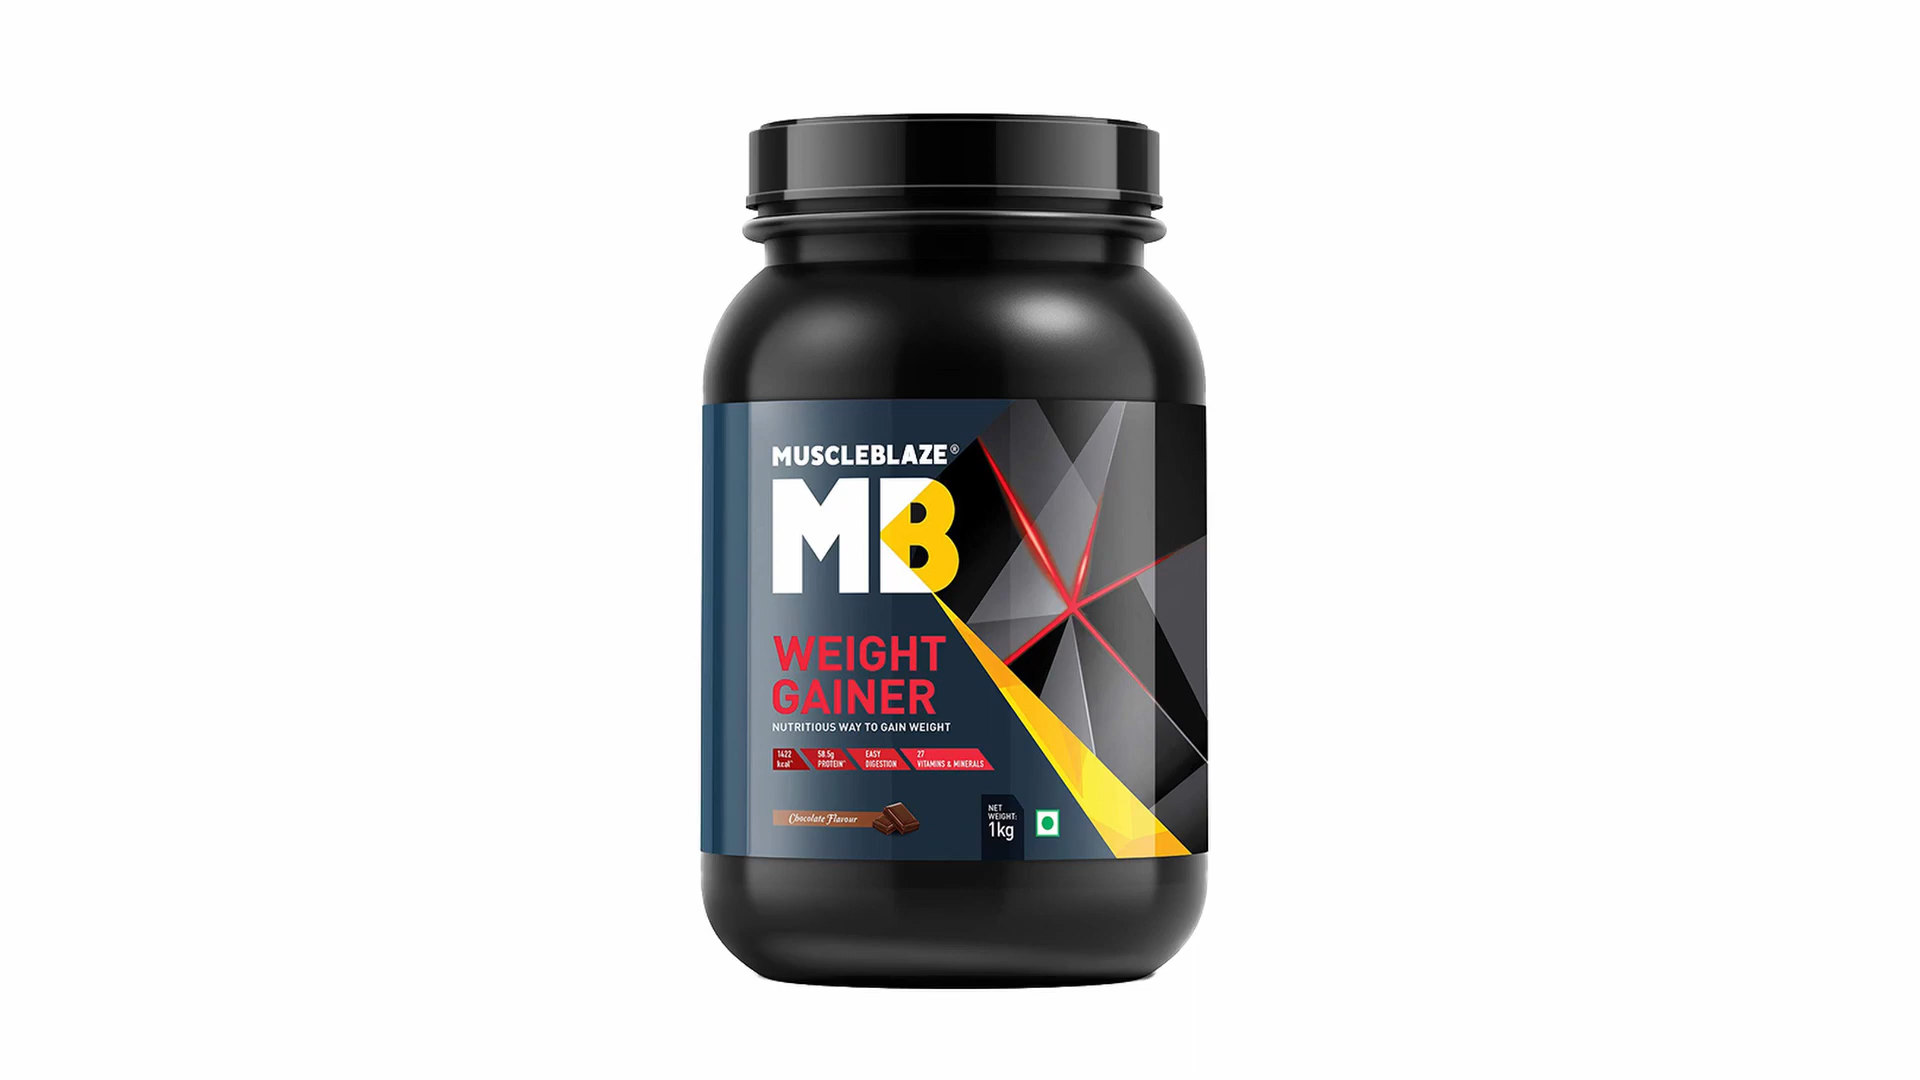 MUSCLEBLAZE®
MB
WEIGHT
GAINER
NUTRITIOUS WAY TO GAIN WEIGHT
1422
kcal^
58.5g
PROTEIN^
EASY
DIGESTION
27
VITAMINS & MINERALS
Chocolate Flavour
NET
WEIGHT:
1kg